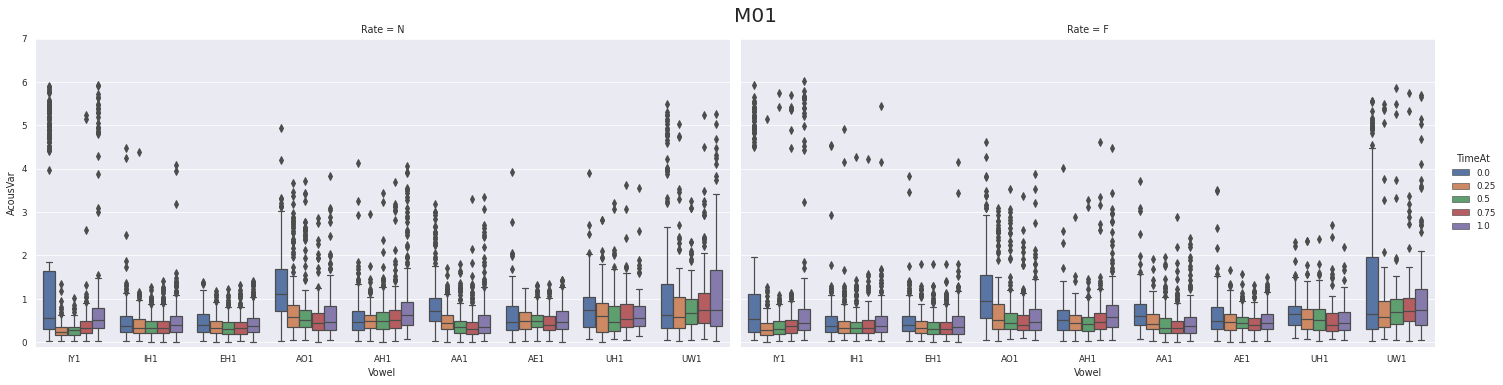 M01
Rate = N
Rate = F
7
6
5
4
3
2
1
0
AcousVar
IY1 IH1 EH1 AO1 AH1 AA1 AE1 UH1 UW1
Vowel
IY1 IH1 EH1 AO1 AH1 AA1 AE1 UH1 UW1
Vowel
TimeAt
0.0
0.25
0.5
0.75
1.0